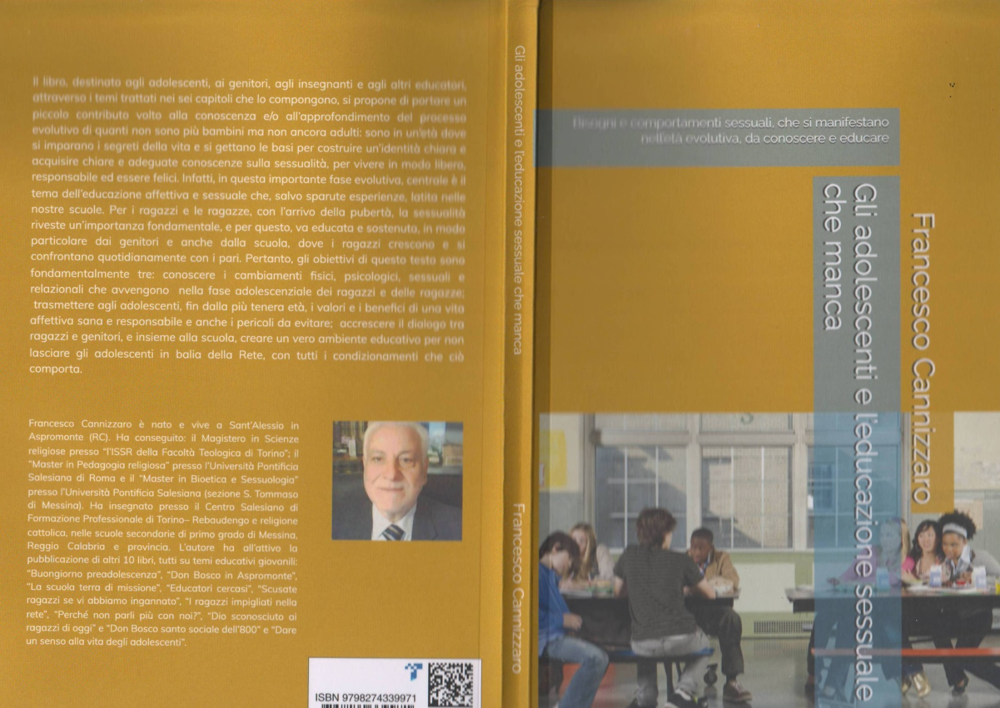 Il libro, destinato agli adolescenti, ai genitori, agli insegnanti e agli altri educatori,
attraverso i temi trattati nei sei capitoli che lo compongono, si propone di portare un
piccolo contributo volto alla conoscenza e/o all'approfondimento del processo
evolutivo di quanti non sono più bambini ma non ancora adulti: sono in un'età dove
si imparano i segreti della vita e si gettano le basi per costruire un'identità chiara e
acquisire chiare e adeguate conoscenze sulla sessualità, per vivere in modo libero,
responsabile ed essere felici. Infatti, in questa importante fase evolutiva, centrale è il
tema dell'educazione affettiva e sessuale che, salvo sparute esperienze, latita nelle
nostre scuole. Per i ragazzi e le ragazze, con l'arrivo della pubertà, la sessualità
riveste un'importanza fondamentale, e per questo, va educata e sostenuta, in modo
particolare dai genitori e anche dalla scuola, dove i ragazzi crescono e si
confrontano quotidianamente con i pari. Pertanto, gli obiettivi di questo testo sono
fondamentalmente tre: conoscere i cambiamenti fisici, psicologici, sessuali e
relazionali che avvengono nella fase adolescenziale dei ragazzi e delle ragazze;
trasmettere agli adolescenti, fin dalla più tenera età, i valori e i benefici di una vita
affettiva sana e responsabile e anche i pericoli da evitare; accrescere il dialogo tra
ragazzi e genitori, e insieme alla scuola, creare un vero ambiente educativo per non
lasciare gli adolescenti in balia della Rete, con tutti i condizionamenti che ciò
comporta.
Francesco Cannizzaro è nato e vive a Sant'Alessio in
Aspromonte (RC). Ha conseguito: il Magistero in Scienze
religiose presso "l'ISSR della Facoltà Teologica di Torino"; il
"Master in Pedagogia religiosa" presso l'Università Pontificia
Salesiana di Roma e il "Master in Bioetica e Sessuologia"
presso l'Università Pontificia Salesiana (sezione S. Tommaso
di Messina). Ha insegnato presso il Centro Salesiano di
Formazione Professionale di Torino– Rebaudengo e religione
cattolica, nelle scuole secondarie di primo grado di Messina,
Reggio Calabria e provincia. L'autore ha all'attivo la
pubblicazione di altri 10 libri, tutti su temi educativi giovanili:
"Buongiorno preadolescenza", "Don Bosco in Aspromonte",
"La scuola terra di missione", "Educatori cercasi", "Scusate
ragazzi se vi abbiamo ingannato", "I ragazzi impigliati nella
rete", "Perché non parli più con noi?", "Dio sconosciuto ai
ragazzi di oggi" e "Don Bosco santo sociale dell'800" e "Dare
un senso alla vita degli adolescenti".
ISBN 9798274339971
Gli adolescenti e l'educazione sessuale che manca
Francesco Cannizzaro
Bisogni e comportamenti sessuali, che si manifestano
nell'età evolutiva, da conoscere e educare
Francesco Cannizzaro
Gli adolescenti e l'educazione sessuale
che manca